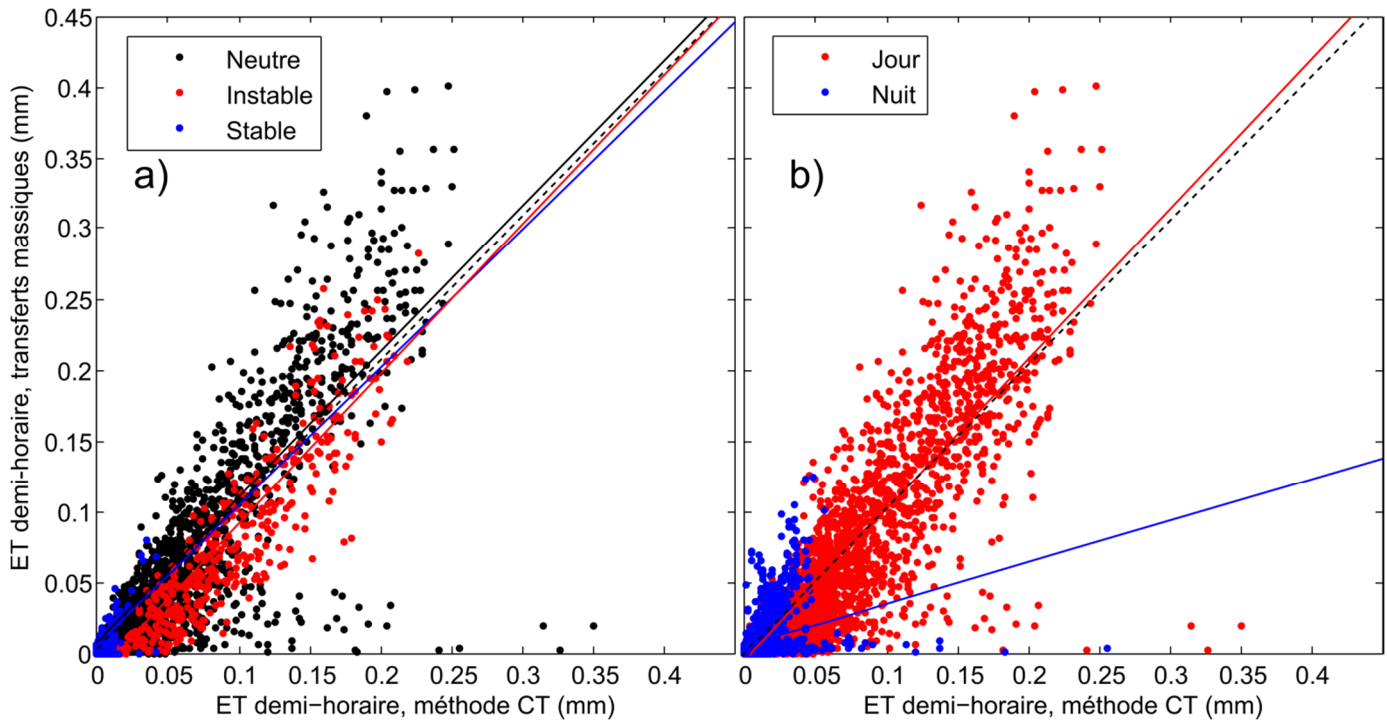 ET demi−horaire, transferts massiques (mm)
0.45
0.4
0.35
0.3
0.25
0.2
0.15
0.1
0.05
0
Neutre
Instable
Stable
a)
0 0.05 0.1 0.15 0.2 0.25 0.3 0.35 0.4
ET demi−horaire, méthode CT (mm)
Jour
Nuit
b)
0 0.05 0.1 0.15 0.2 0.25 0.3 0.35 0.4
ET demi−horaire, méthode CT (mm)